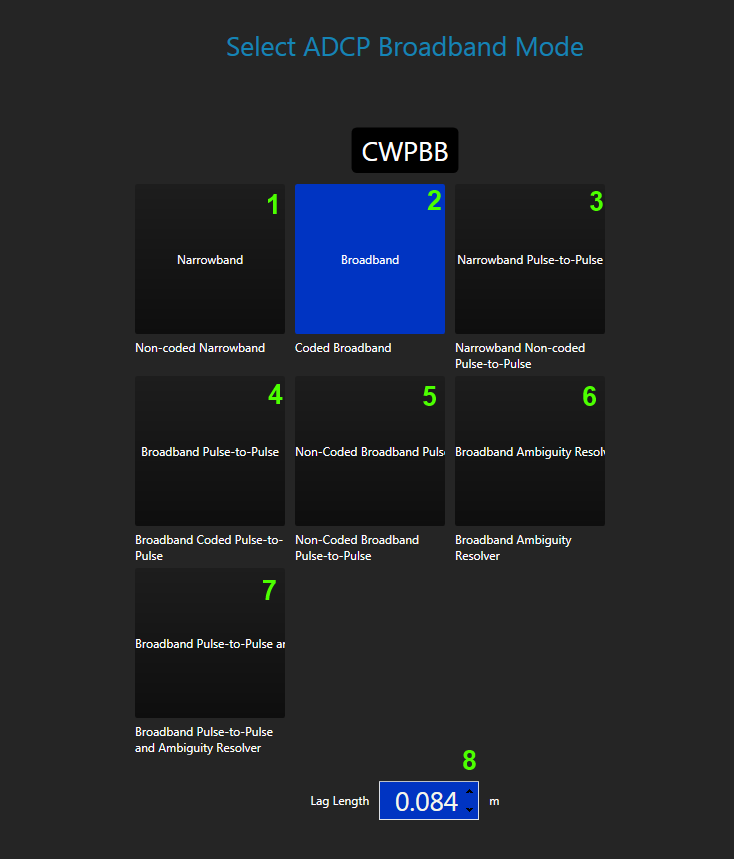 Select ADCP Broadband Mode
CWPBB
1
2
3
Narrowband
Broadband
Narrowband Pulse-to-Pulse
Non-coded Narrowband
Coded Broadband
Narrowband Non-coded
Pulse-to-Pulse
4
5
6
Broadband Pulse-to-Pulse
Non-Coded Broadband Puls
Broadband Ambiguity Resolv
Broadband Coded Pulse-to-
Pulse
Non-Coded Broadband
Pulse-to-Pulse
Broadband Ambiguity
Resolver
7
Broadband Pulse-to-Pulse an
Broadband Pulse-to-Pulse
and Ambiguity Resolver
8
Lag Length 0.084 m